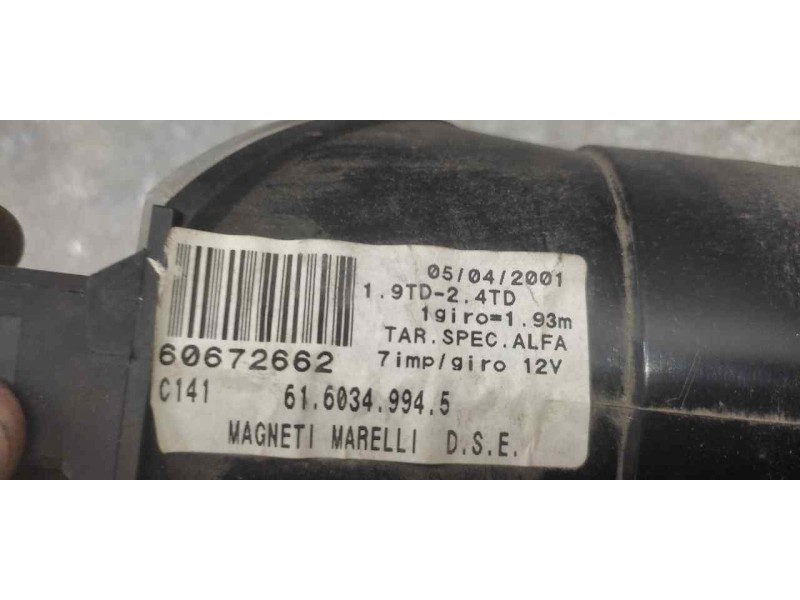 05/04/2001
1.9TD-2.4TD
1giro=1.93m
TAR.SPEC.ALFA
60672662
7imp/giro 12V
C141
61.6034.994.5
MAGNETI MARELLI D.S.E.